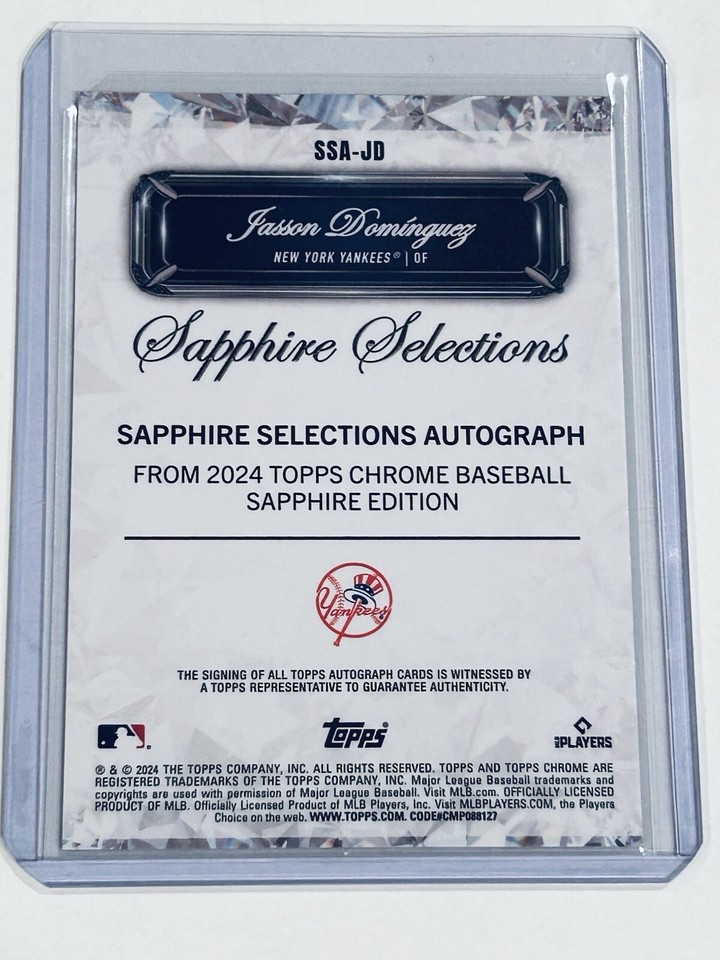 SSA-JD
Jasson Domínguez
NEW YORK YANKEES® | OF
Sapphire Selections
SAPPHIRE SELECTIONS AUTOGRAPH
FROM 2024 TOPPS CHROME BASEBALL
SAPPHIRE EDITION
Yankees
THE SIGNING OF ALL TOPPS AUTOGRAPH CARDS IS WITNESSED BY
A TOPPS REPRESENTATIVE TO GUARANTEE AUTHENTICITY.
topps® MLBPLAYERS
® & © 2024 THE TOPPS COMPANY, INC. ALL RIGHTS RESERVED. TOPPS AND TOPPS CHROME ARE
REGISTERED TRADEMARKS OF THE TOPPS COMPANY, INC. Major League Baseball trademarks and
copyrights are used with permission of Major League Baseball. Visit MLB.com. OFFICIALLY LICENSED
PRODUCT OF MLB. Officially Licensed Product of MLB Players, Inc. Visit MLBPLAYERS.COM, the Players
Choice on the web. WWW.TOPPS.COM. CODE#CMP088127